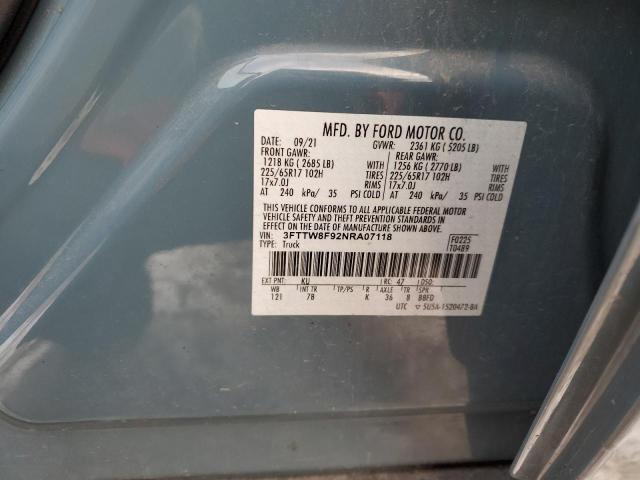 MFD. BY FORD MOTOR CO.
DATE: 09/21 GVWR: 2361 KG ( 5205 LB)
FRONT GAWR: REAR GAWR:
1218 KG ( 2685 LB) 1256 KG ( 2770 LB)
225/65R17 102H TIRES 225/65R17 102H TIRES
17x7.0J RIMS 17x7.0J RIMS
AT 240 kPa/ 35 PSI COLD AT 240 kPa/ 35 PSI COLD
THIS VEHICLE CONFORMS TO ALL APPLICABLE FEDERAL MOTOR
VEHICLE SAFETY AND THEFT PREVENTION STANDARDS IN EFFECT
ON THE DATE OF MANUFACTURE SHOWN ABOVE.
VIN: 3FTTW8F92NRA07118 F0225
TYPE: Truck T0489
EXT PNT: KU RC: 47 DSO:
WB INT TR TP/PS R AXLE TR SPR
121 7B K 36 8 BBFD
UTC ▽ 5U5A-1520472-BA